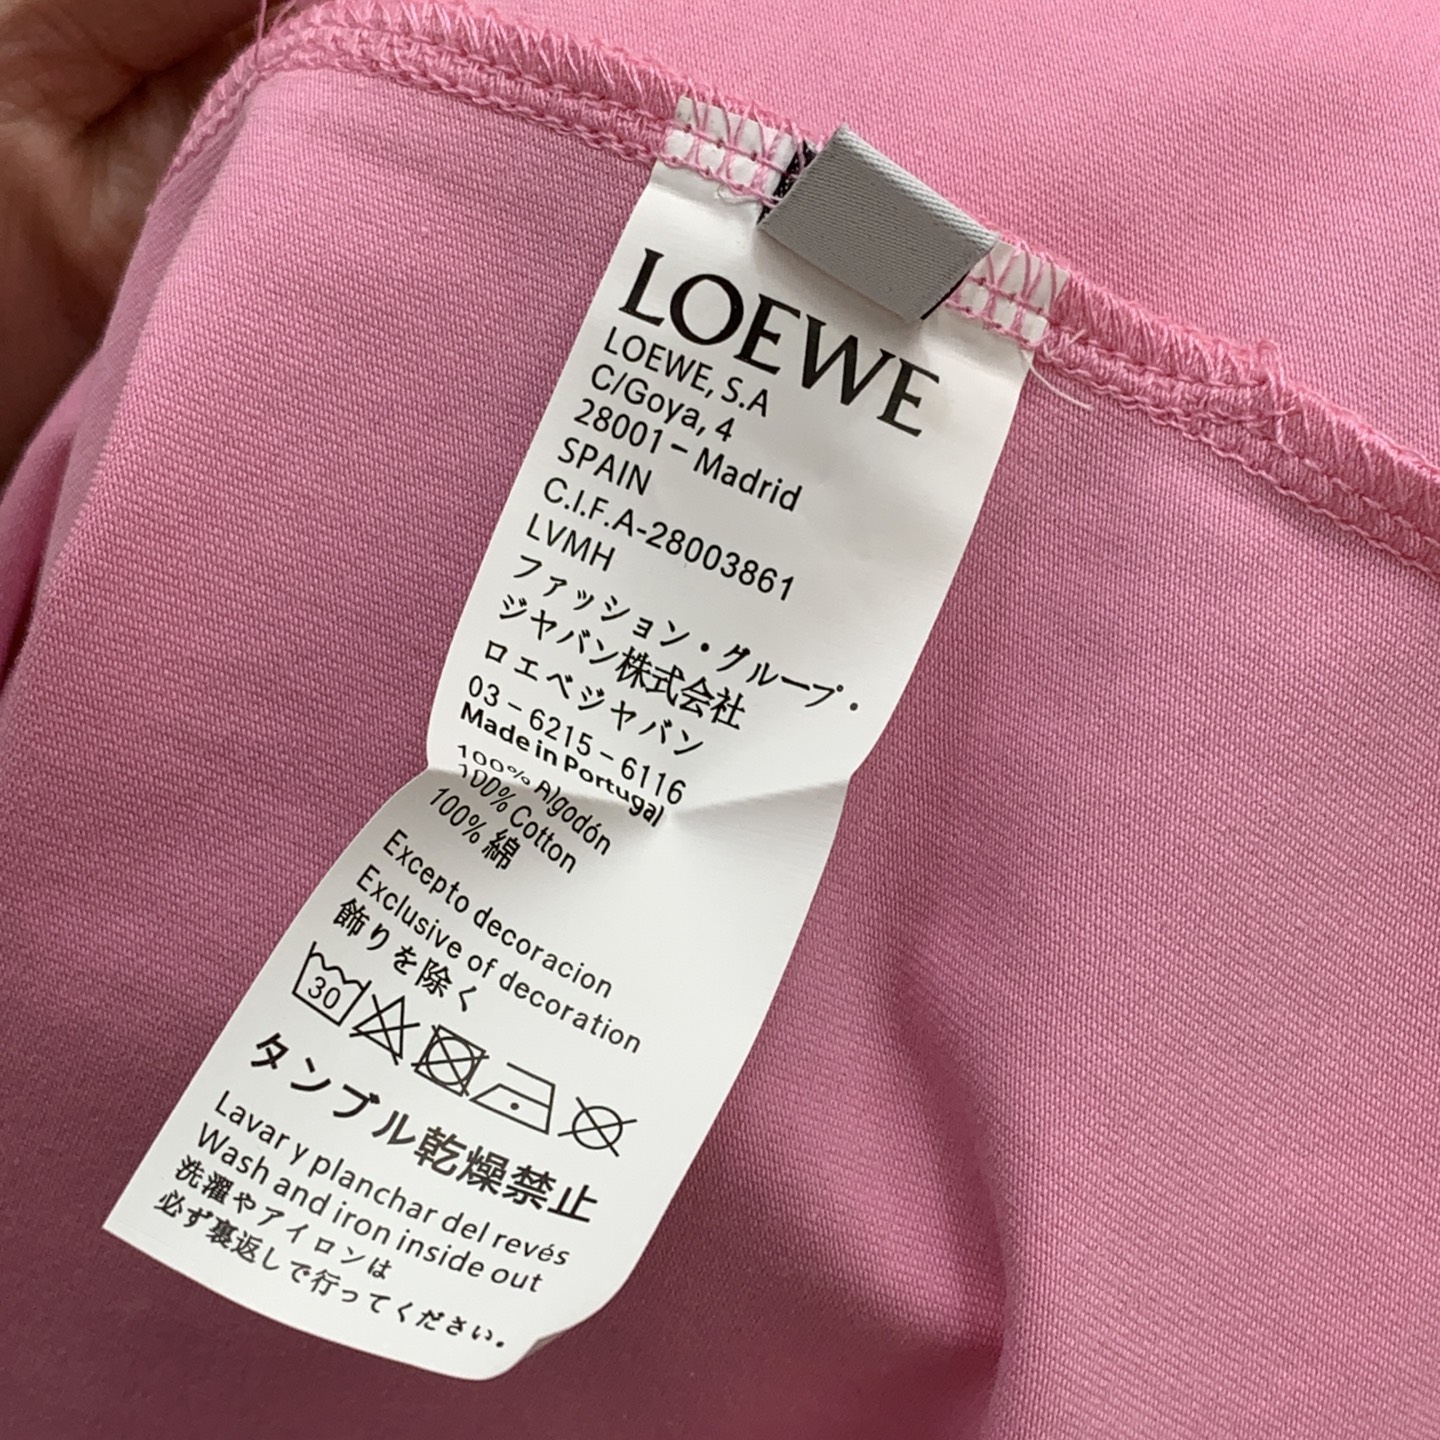 LOEWE
LOEWE, S.A
C/Goya, 4
28001 – Madrid
SPAIN
C.I.F.A-28003861
LVMH
ファッション・グループ・
ジャバン株式会社
ロエベジャバン
03 – 6215 – 6116
Made in Portugal
100% Algodón
100% Cotton
100% 綿
Excepto decoracion
Exclusive of decoration
飾りを除く
30
タンブル乾燥禁止
Lavar y planchar del revés
Wash and iron inside out
洗濯やアイロンは
必ず裏返しで行ってください。